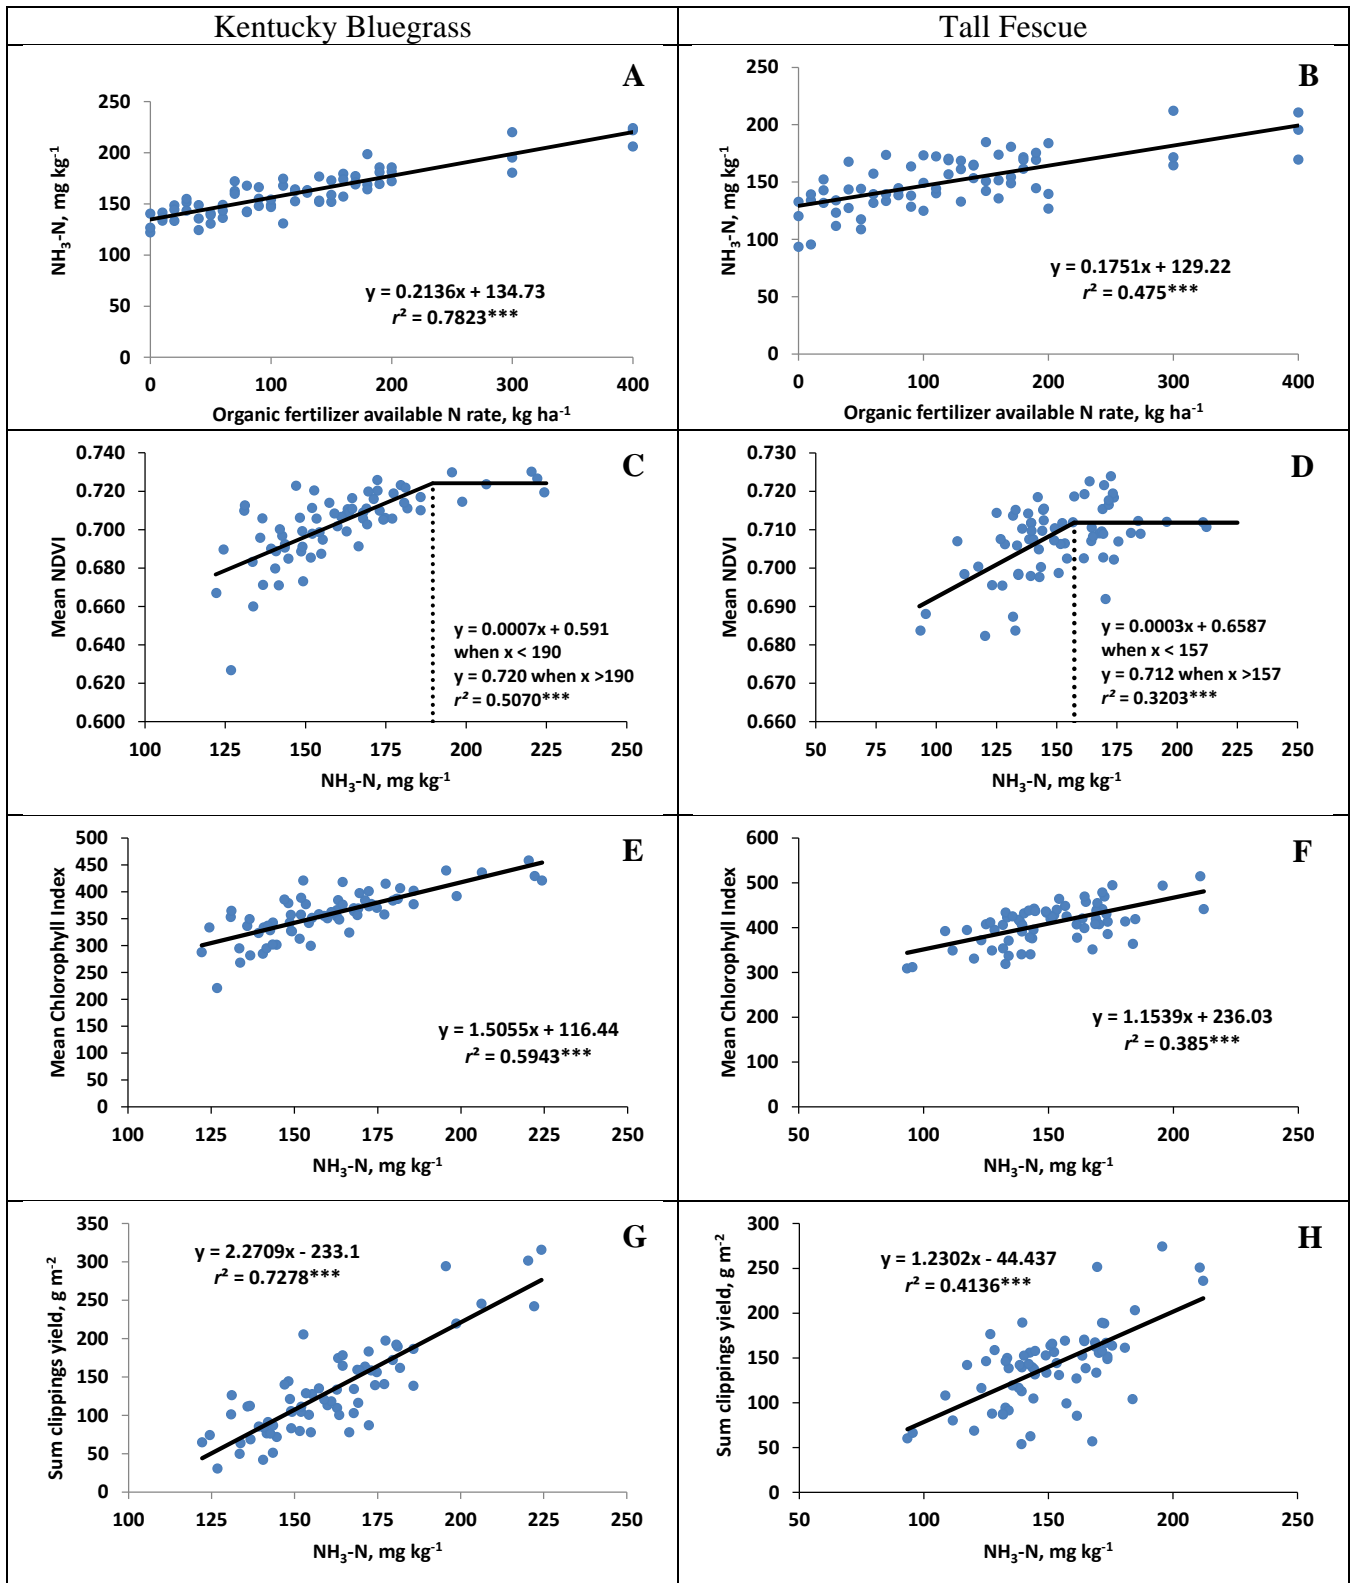 Kentucky Bluegrass
Tall Fescue
A
250
200
150
100
50
0
NH₃-N, mg kg⁻¹
y = 0.2136x + 134.73
r² = 0.7823***
0 100 200 300 400
Organic fertilizer available N rate, kg ha⁻¹
B
250
200
150
100
50
0
NH₃-N, mg kg⁻¹
y = 0.1751x + 129.22
r² = 0.475***
0 100 200 300 400
Organic fertilizer available N rate, kg ha⁻¹
C
0.740
0.720
0.700
0.680
0.660
0.640
0.620
0.600
Mean NDVI
y = 0.0007x + 0.591
when x < 190
y = 0.720 when x >190
r² = 0.5070***
100 125 150 175 200 225
NH₃-N, mg kg⁻¹
D
0.730
0.720
0.710
0.700
0.690
0.680
0.670
0.660
Mean NDVI
y = 0.0003x + 0.6587
when x < 157
y = 0.712 when x >157
r² = 0.3203***
50 75 100 125 150 175 200 225 250
NH₃-N, mg kg⁻¹
E
500
450
400
350
300
250
200
150
100
50
0
Mean Chlorophyll Index
y = 1.5055x + 116.44
r² = 0.5943***
100 125 150 175 200 225 250
NH₃-N, mg kg⁻¹
F
600
500
400
300
200
100
0
Mean Chlorophyll Index
y = 1.1539x + 236.03
r² = 0.385***
50 100 150 200 250
NH₃-N, mg kg⁻¹
G
350
300
250
200
150
100
50
0
Sum clippings yield, g m⁻²
y = 2.2709x - 233.1
r² = 0.7278***
100 125 150 175 200 225 250
NH₃-N, mg kg⁻¹
H
300
250
200
150
100
50
0
Sum clippings yield, g m⁻²
y = 1.2302x - 44.437
r² = 0.4136***
50 100 150 200 250
NH₃-N, mg kg⁻¹